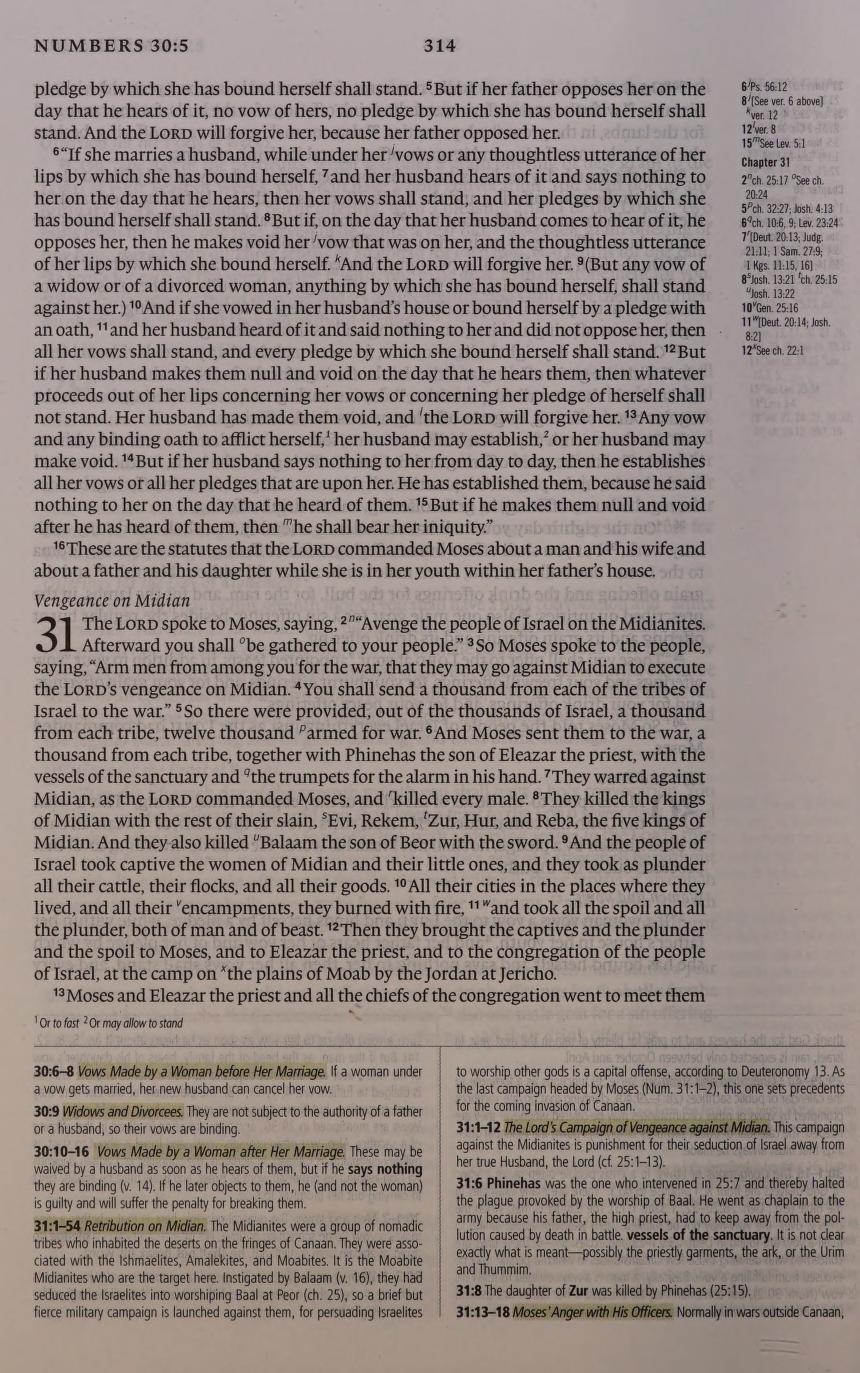 NUMBERS 30:5
314
pledge by which she has bound herself shall stand. ⁵But if her father opposes her on the
day that he hears of it, no vow of hers, no pledge by which she has bound herself shall
stand. And the LORD will forgive her, because her father opposed her.
⁶“If she marries a husband, while under her ʲvows or any thoughtless utterance of her
lips by which she has bound herself, ⁷and her husband hears of it and says nothing to
her on the day that he hears, then her vows shall stand, and her pledges by which she
has bound herself shall stand. ⁸But if, on the day that her husband comes to hear of it, he
opposes her, then he makes void her ʲvow that was on her, and the thoughtless utterance
of her lips by which she bound herself. ᵏAnd the LORD will forgive her. ⁹(But any vow of
a widow or of a divorced woman, anything by which she has bound herself, shall stand
against her.) ¹⁰And if she vowed in her husband’s house or bound herself by a pledge with
an oath, ¹¹and her husband heard of it and said nothing to her and did not oppose her, then
all her vows shall stand, and every pledge by which she bound herself shall stand. ¹²But
if her husband makes them null and void on the day that he hears them, then whatever
proceeds out of her lips concerning her vows or concerning her pledge of herself shall
not stand. Her husband has made them void, and ˡthe LORD will forgive her. ¹³Any vow
and any binding oath to afflict herself,¹ her husband may establish,² or her husband may
make void. ¹⁴But if her husband says nothing to her from day to day, then he establishes
all her vows or all her pledges that are upon her. He has established them, because he said
nothing to her on the day that he heard of them. ¹⁵But if he makes them null and void
after he has heard of them, then ᵐhe shall bear her iniquity.”
¹⁶These are the statutes that the LORD commanded Moses about a man and his wife and
about a father and his daughter while she is in her youth within her father’s house.
Vengeance on Midian
31 The LORD spoke to Moses, saying, ²ⁿ“Avenge the people of Israel on the Midianites.
Afterward you shall ᵒbe gathered to your people.” ³So Moses spoke to the people,
saying, “Arm men from among you for the war, that they may go against Midian to execute
the LORD’s vengeance on Midian. ⁴You shall send a thousand from each of the tribes of
Israel to the war.” ⁵So there were provided, out of the thousands of Israel, a thousand
from each tribe, twelve thousand ᵖarmed for war. ⁶And Moses sent them to the war, a
thousand from each tribe, together with Phinehas the son of Eleazar the priest, with the
vessels of the sanctuary and qthe trumpets for the alarm in his hand. ⁷They warred against
Midian, as the LORD commanded Moses, and ʳkilled every male. ⁸They killed the kings
of Midian with the rest of their slain, ˢEvi, Rekem, ᵗZur, Hur, and Reba, the five kings of
Midian. And they also killed ᵘBalaam the son of Beor with the sword. ⁹And the people of
Israel took captive the women of Midian and their little ones, and they took as plunder
all their cattle, their flocks, and all their goods. ¹⁰All their cities in the places where they
lived, and all their ᵛencampments, they burned with fire, ¹¹ʷand took all the spoil and all
the plunder, both of man and of beast. ¹²Then they brought the captives and the plunder
and the spoil to Moses, and to Eleazar the priest, and to the congregation of the people
of Israel, at the camp on ˣthe plains of Moab by the Jordan at Jericho.
¹³Moses and Eleazar the priest and all the chiefs of the congregation went to meet them
¹ Or to fast ² Or may allow to stand
6ʲPs. 56:12
8ʲ[See ver. 6 above]
ᵏver. 12
12ˡver. 8
15ᵐSee Lev. 5:1
Chapter 31
2ⁿch. 25:17 ᵒSee ch.
20:24
5ᵖch. 32:27; Josh. 4:13
6qch. 10:6, 9; Lev. 23:24
7ʳ[Deut. 20:13; Judg.
21:11; 1 Sam. 27:9;
1 Kgs. 11:15, 16]
8ˢJosh. 13:21 ᵗch. 25:15
ᵘJosh. 13:22
10ᵛGen. 25:16
11ʷ[Deut. 20:14; Josh.
8:2]
12ˣSee ch. 22:1
30:6–8 Vows Made by a Woman before Her Marriage. If a woman under
a vow gets married, her new husband can cancel her vow.
30:9 Widows and Divorcees. They are not subject to the authority of a father
or a husband, so their vows are binding.
30:10–16 Vows Made by a Woman after Her Marriage. These may be
waived by a husband as soon as he hears of them, but if he says nothing
they are binding (v. 14). If he later objects to them, he (and not the woman)
is guilty and will suffer the penalty for breaking them.
31:1–54 Retribution on Midian. The Midianites were a group of nomadic
tribes who inhabited the deserts on the fringes of Canaan. They were asso-
ciated with the Ishmaelites, Amalekites, and Moabites. It is the Moabite
Midianites who are the target here. Instigated by Balaam (v. 16), they had
seduced the Israelites into worshiping Baal at Peor (ch. 25), so a brief but
fierce military campaign is launched against them, for persuading Israelites
to worship other gods is a capital offense, according to Deuteronomy 13. As
the last campaign headed by Moses (Num. 31:1–2), this one sets precedents
for the coming invasion of Canaan.
31:1–12 The Lord’s Campaign of Vengeance against Midian. This campaign
against the Midianites is punishment for their seduction of Israel away from
her true Husband, the Lord (cf. 25:1–13).
31:6 Phinehas was the one who intervened in 25:7 and thereby halted
the plague provoked by the worship of Baal. He went as chaplain to the
army because his father, the high priest, had to keep away from the pol-
lution caused by death in battle. vessels of the sanctuary. It is not clear
exactly what is meant—possibly the priestly garments, the ark, or the Urim
and Thummim.
31:8 The daughter of Zur was killed by Phinehas (25:15).
31:13–18 Moses’ Anger with His Officers. Normally in wars outside Canaan,